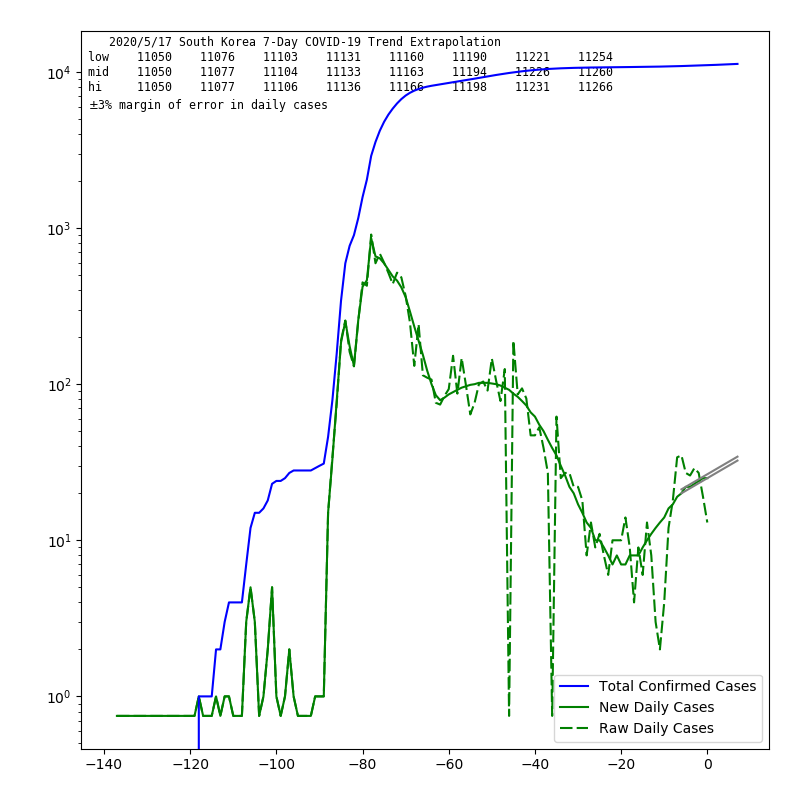 2020/5/17 South Korea 7-Day COVID-19 Trend Extrapolation
low 11050 11076 11103 11131 11160 11190 11221 11254
mid 11050 11077 11104 11133 11163 11194 11226 11260
hi 11050 11077 11106 11136 11166 11198 11231 11266
±3% margin of error in daily cases
10⁴
10³
10²
10¹
10⁰
Total Confirmed Cases
New Daily Cases
Raw Daily Cases
−140 −120 −100 −80 −60 −40 −20 0